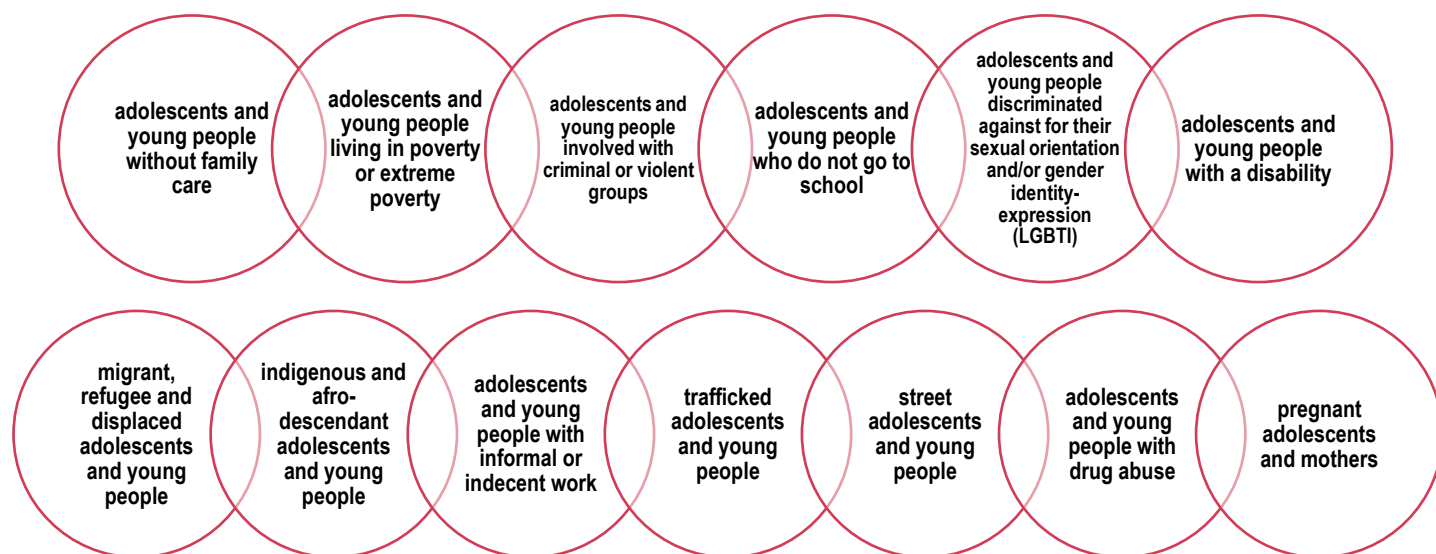 adolescents and
young people
without family
care
adolescents and
young people
living in poverty
or extreme
poverty
adolescents and
young people
involved with
criminal or violent
groups
adolescents and
young people
who do not go to
school
adolescents and
young people
discriminated
against for their
sexual orientation
and/or gender
identity-
expression
(LGBTI)
adolescents and
young people
with a disability
migrant,
refugee and
displaced
adolescents
and young
people
indigenous and
afro-
descendant
adolescents
and young
people
adolescents
and young
people with
informal or
indecent work
trafficked
adolescents
and young
people
street
adolescents
and young
people
adolescents
and young
people with
drug abuse
pregnant
adolescents
and mothers